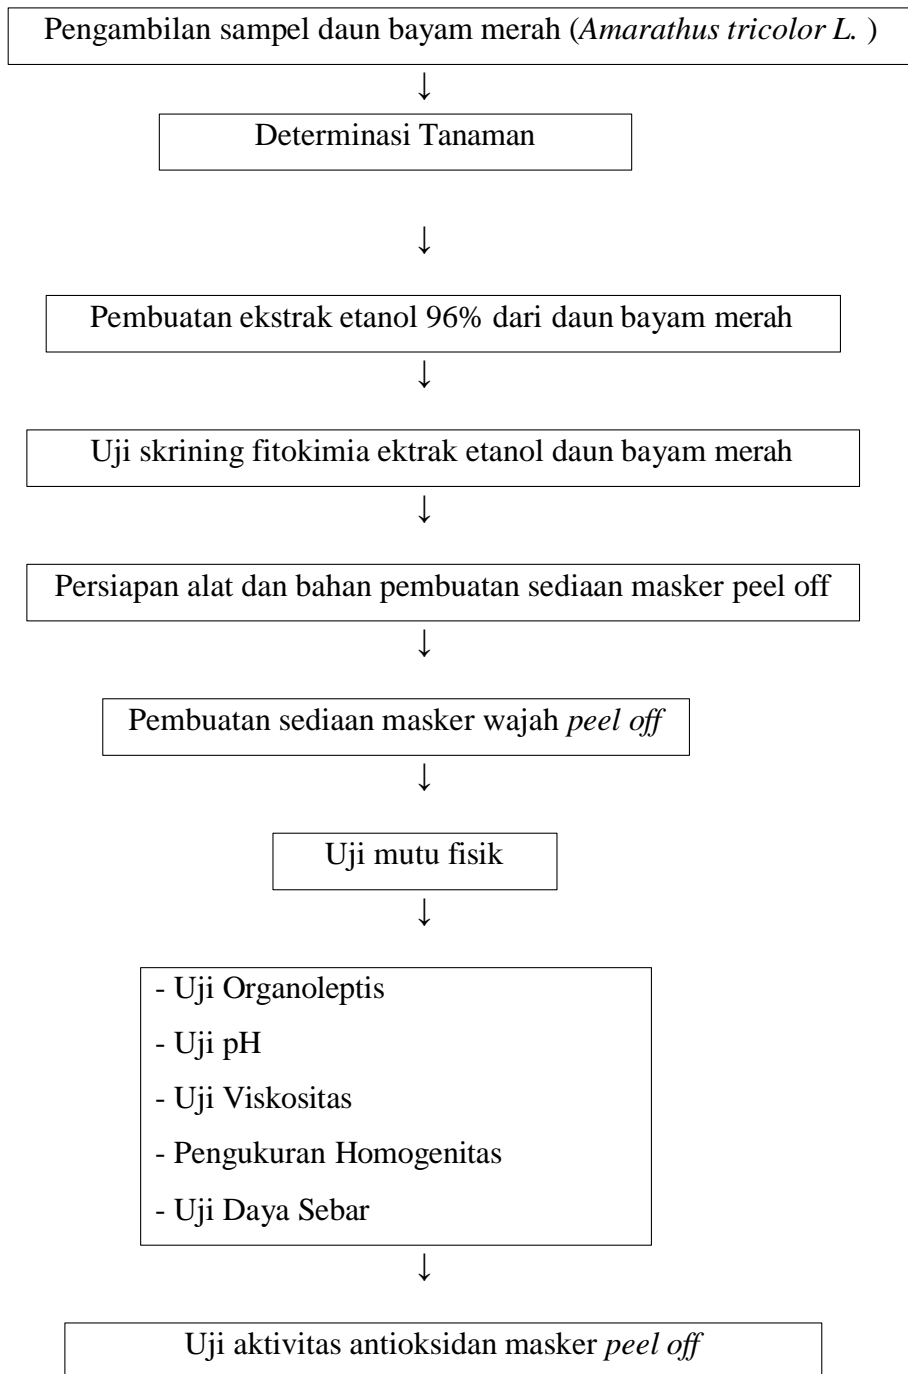 Pengambilan sampel daun bayam merah (Amarathus tricolor L. )
↓
Determinasi Tanaman
↓
Pembuatan ekstrak etanol 96% dari daun bayam merah
↓
Uji skrining fitokimia ektrak etanol daun bayam merah
↓
Persiapan alat dan bahan pembuatan sediaan masker peel off
↓
Pembuatan sediaan masker wajah peel off
↓
Uji mutu fisik
↓
- Uji Organoleptis
- Uji pH
- Uji Viskositas
- Pengukuran Homogenitas
- Uji Daya Sebar
↓
Uji aktivitas antioksidan masker peel off